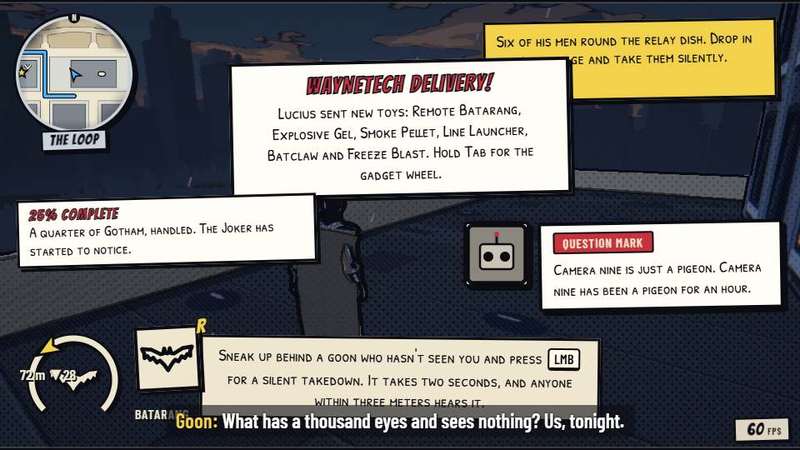 N
THE LOOP
SIX OF HIS MEN ROUND THE RELAY DISH. DROP IN
GE AND TAKE THEM SILENTLY.
WAYNETECH DELIVERY!
LUCIUS SENT NEW TOYS: REMOTE BATARANG,
EXPLOSIVE GEL, SMOKE PELLET, LINE LAUNCHER,
BATCLAW AND FREEZE BLAST. HOLD TAB FOR THE
GADGET WHEEL.
25% COMPLETE
A QUARTER OF GOTHAM, HANDLED. THE JOKER HAS
STARTED TO NOTICE.
QUESTION MARK
CAMERA NINE IS JUST A PIGEON. CAMERA
NINE HAS BEEN A PIGEON FOR AN HOUR.
R
SNEAK UP BEHIND A GOON WHO HASN'T SEEN YOU AND PRESS LMB
FOR A SILENT TAKEDOWN. IT TAKES TWO SECONDS, AND ANYONE
WITHIN THREE METERS HEARS IT.
72m ▼28
BATARANG
Goon: What has a thousand eyes and sees nothing? Us, tonight.
60 FPS